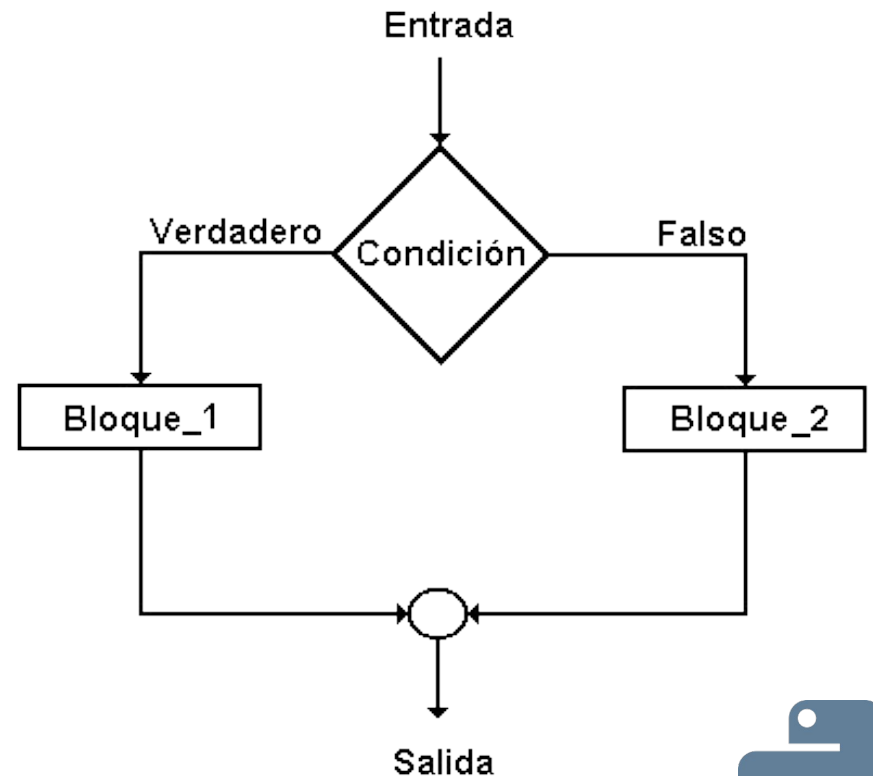 Entrada
Verdadero
Condición
Falso
Bloque_1
Bloque_2
Salida